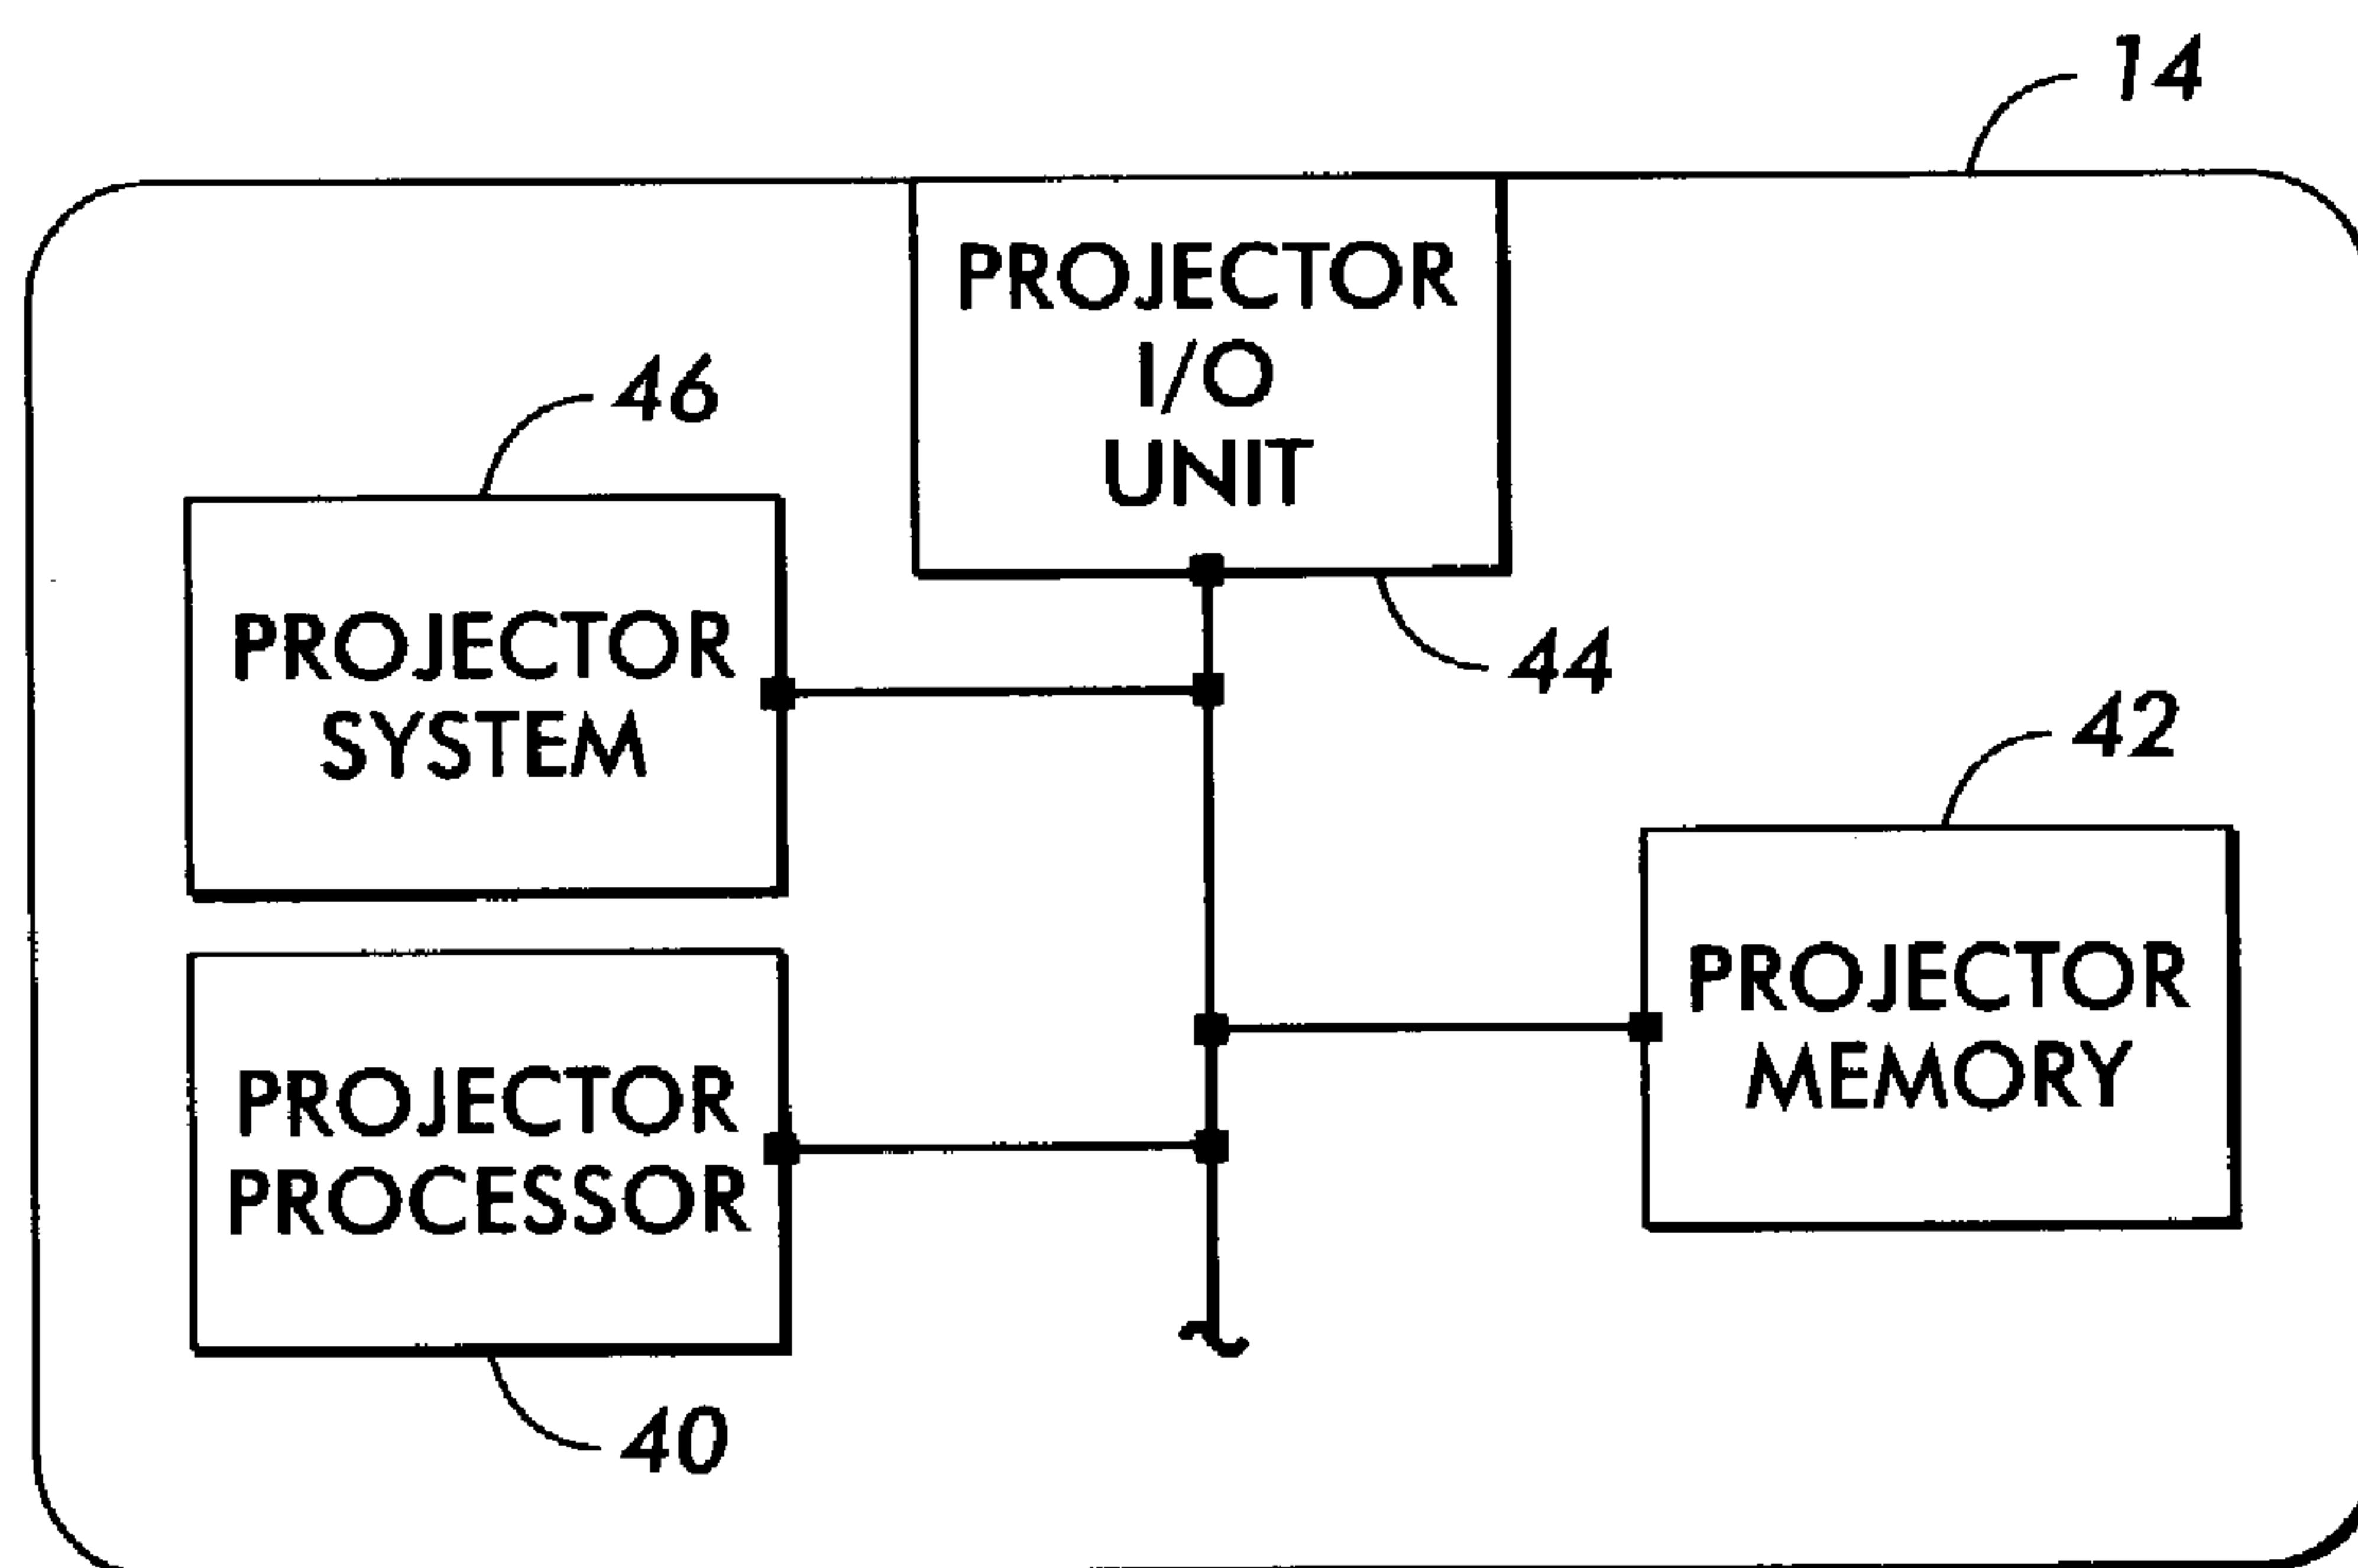 14
PROJECTOR
I/O
UNIT
46
PROJECTOR
SYSTEM
44
42
PROJECTOR
MEMORY
PROJECTOR
PROCESSOR
40